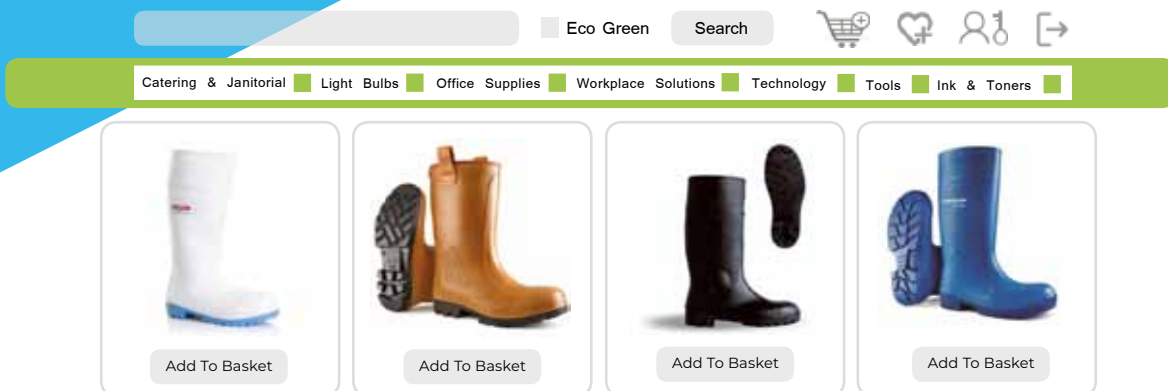 Eco Green Search
Catering & Janitorial Light Bulbs Office Supplies Workplace Solutions Technology Tools Ink & Toners
Add To Basket Add To Basket Add To Basket Add To Basket